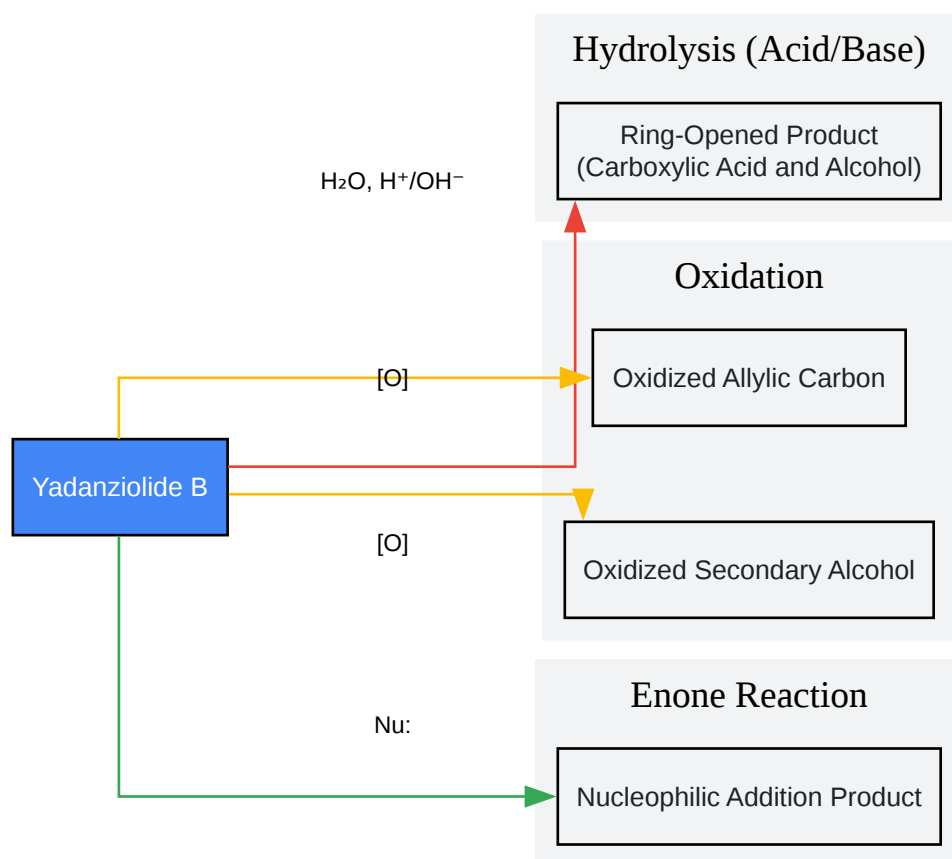 Hydrolysis (Acid/Base)
Ring-Opened Product
(Carboxylic Acid and Alcohol)
H₂O, H⁺/OH⁻
Oxidation
[O]
Oxidized Allylic Carbon
Yadanziolide B
[O]
Oxidized Secondary Alcohol
Enone Reaction
Nu:
Nucleophilic Addition Product